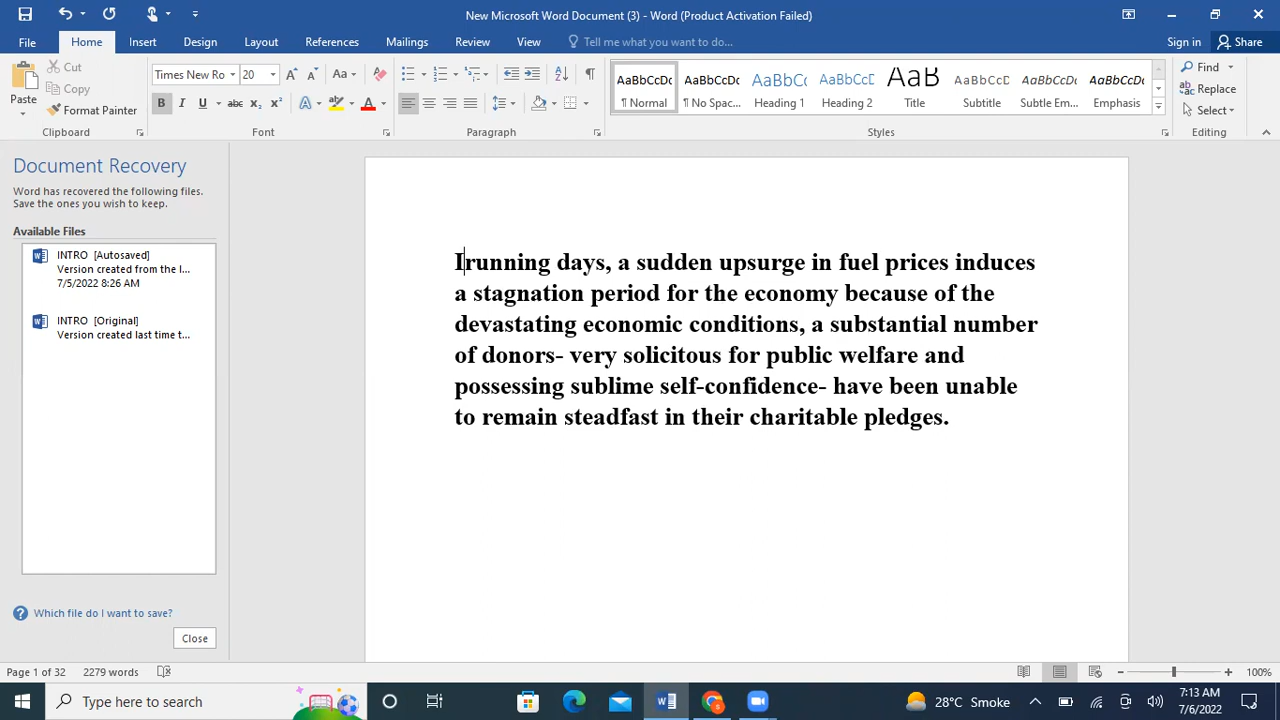 New Microsoft Word Document (3) - Word (Product Activation Failed)
File Home Insert Design Layout References Mailings Review View Tell me what you want to do... Sign in Share
Paste Cut Copy Format Painter
Clipboard
Times New Ro 20
Font
Paragraph
AaBbCcDc ¶ Normal
AaBbCcDc ¶ No Spac...
AaBbCc Heading
AaBbCcD Heading 2
AaB Title
AaBbCcD Subtitle
AaBbCcDc Subtle Em...
AaBbCcDc Emphasis
Styles
Find
Replace
Select
Editing
Document Recovery
Word has recovered the following files.
Save the ones you wish to keep.
Available Files
INTRO [Autosaved]
Version created from the l...
7/5/2022 8:26 AM
INTRO [Original]
Version created last time t...
Which file do I want to save?
Close
Irunning days, a sudden upsurge in fuel prices induces
a stagnation period for the economy because of the
devastating economic conditions, a substantial number
of donors- very solicitous for public welfare and
possessing sublime self-confidence- have been unable
to remain steadfast in their charitable pledges.
Page 1 of 32 2279 words 100%
Type here to search
28°C Smoke
7:13 AM
7/6/2022